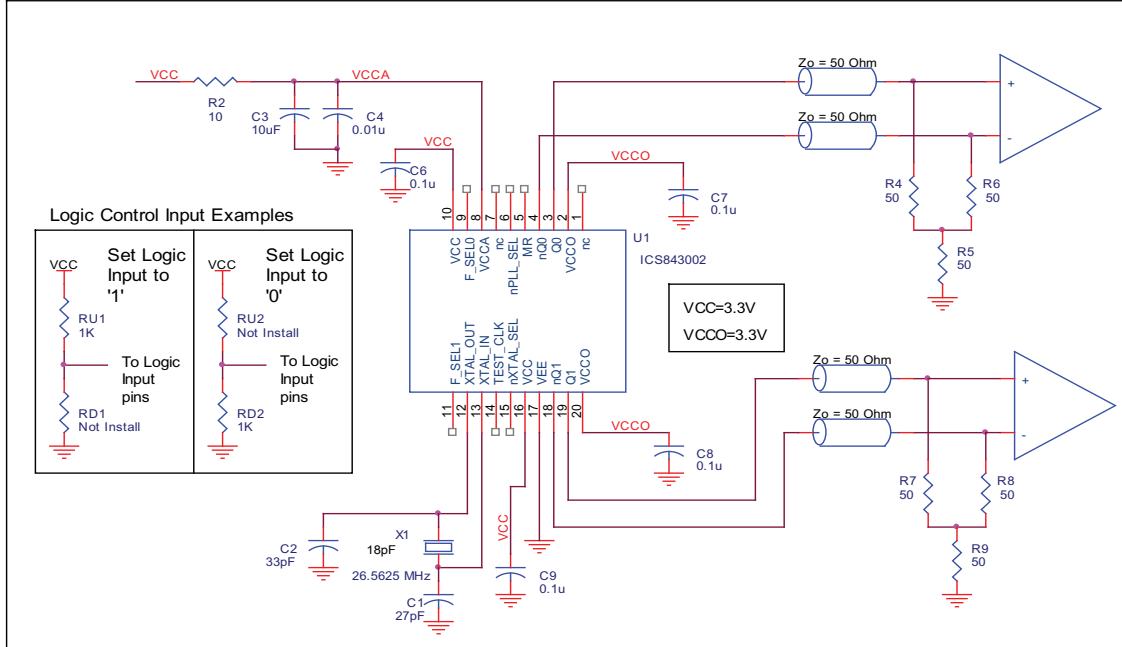 VCC
R2
10
VCCA
C3
10uF
C4
0.01u
VCC
C6
0.1u
VCCO
C7
0.1u
Zo = 50 Ohm
Zo = 50 Ohm
+
-
R4
50
R6
50
R5
50
10
9
8
7
6
5
4
3
2
1
VCC
F_SEL0
VCCA
nc
nPLL_SEL
MR
nQ0
Q0
VCCO
nc
U1
ICS843002
F_SEL1
XTAL_OUT
XTAL_IN
TEST_CLK
nXTAL_SEL
VCC
VEE
nQ1
Q1
VCCO
11
12
13
14
15
16
17
18
19
20
VCC=3.3V
VCCO=3.3V
Logic Control Input Examples
Set Logic
Input to
'1'
VCC
RU1
1K
To Logic
Input
pins
RD1
Not Install
Set Logic
Input to
'0'
VCC
RU2
Not Install
To Logic
Input
pins
RD2
1K
Zo = 50 Ohm
Zo = 50 Ohm
+
-
R7
50
R8
50
R9
50
VCCO
C8
0.1u
VCC
C9
0.1u
C2
33pF
X1
18pF
26.5625 MHz
C1
27pF